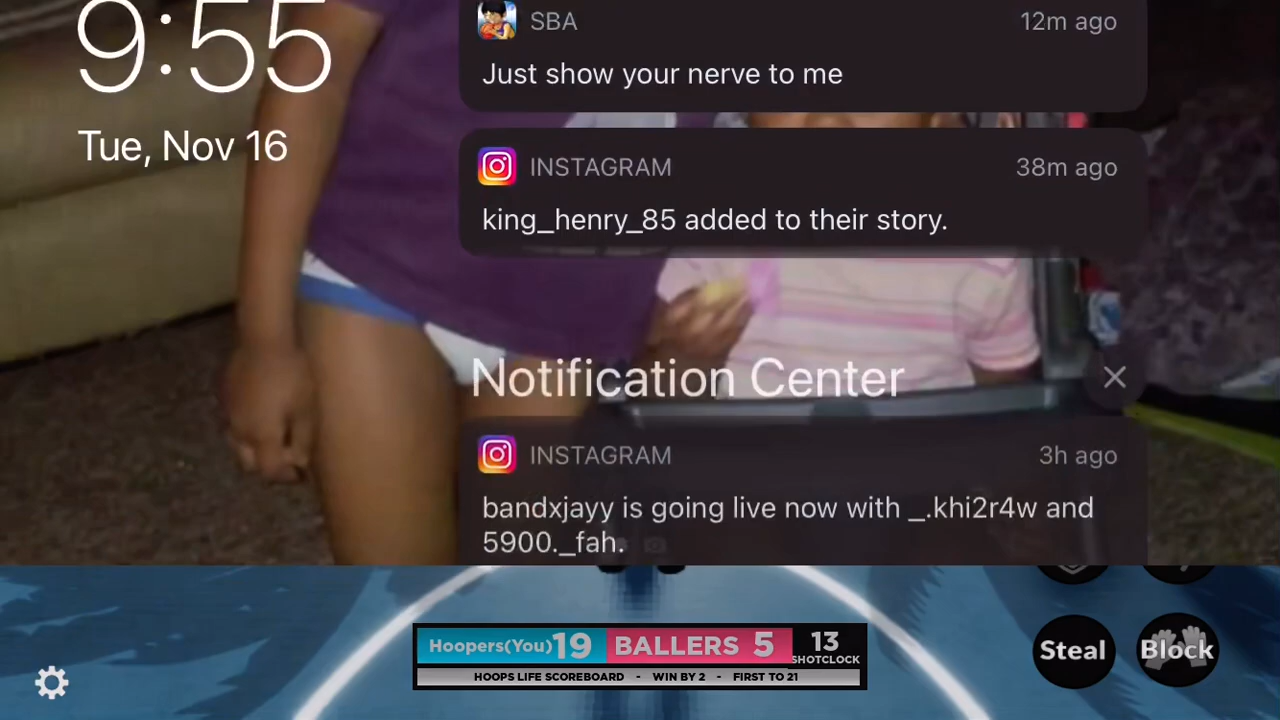 9:55
Tue, Nov 16
SBA 12m ago
Just show your nerve to me
INSTAGRAM 38m ago
king_henry_85 added to their story.
Notification Center
INSTAGRAM 3h ago
bandxjayy is going live now with _.khi2r4w and
5900._fah.
Hoopers(You) 19 BALLERS 5 13
SHOTCLOCK
HOOPS LIFE SCOREBOARD - WIN BY 2 - FIRST TO 21
Steal Block